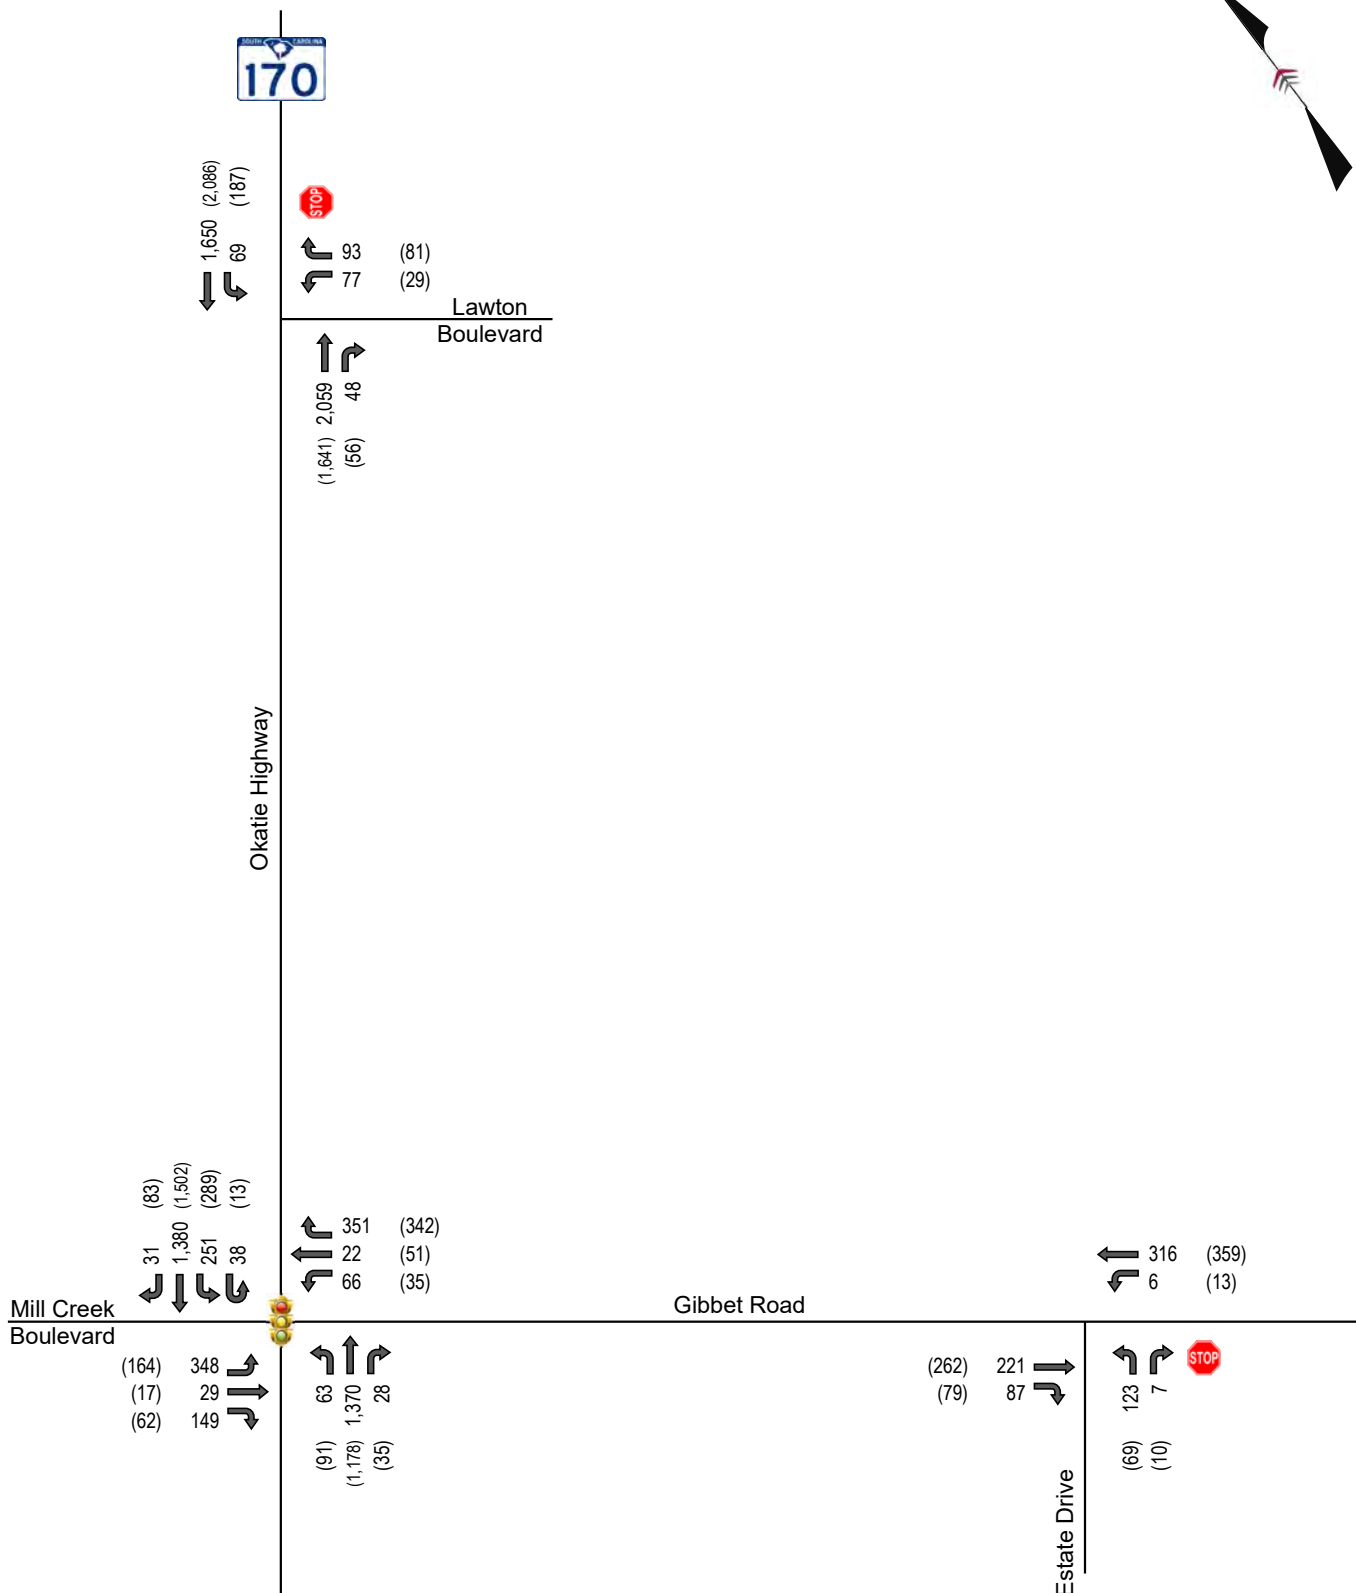 SOUTH CAROLINA
170
1,650 (2,086)
69 (187)
STOP
93 (81)
77 (29)
Lawton
Boulevard
(1,641) 2,059
(56) 48
Okatie Highway
31 (83)
1,380 (1,502)
251 (289)
38 (13)
351 (342)
22 (51)
66 (35)
316 (359)
6 (13)
Mill Creek
Boulevard
Gibbet Road
(164) 348
(17) 29
(62) 149
(91) 63
(1,178) 1,370
(35) 28
(262) 221
(79) 87
(69) 123
(10) 7
STOP
Estate Drive